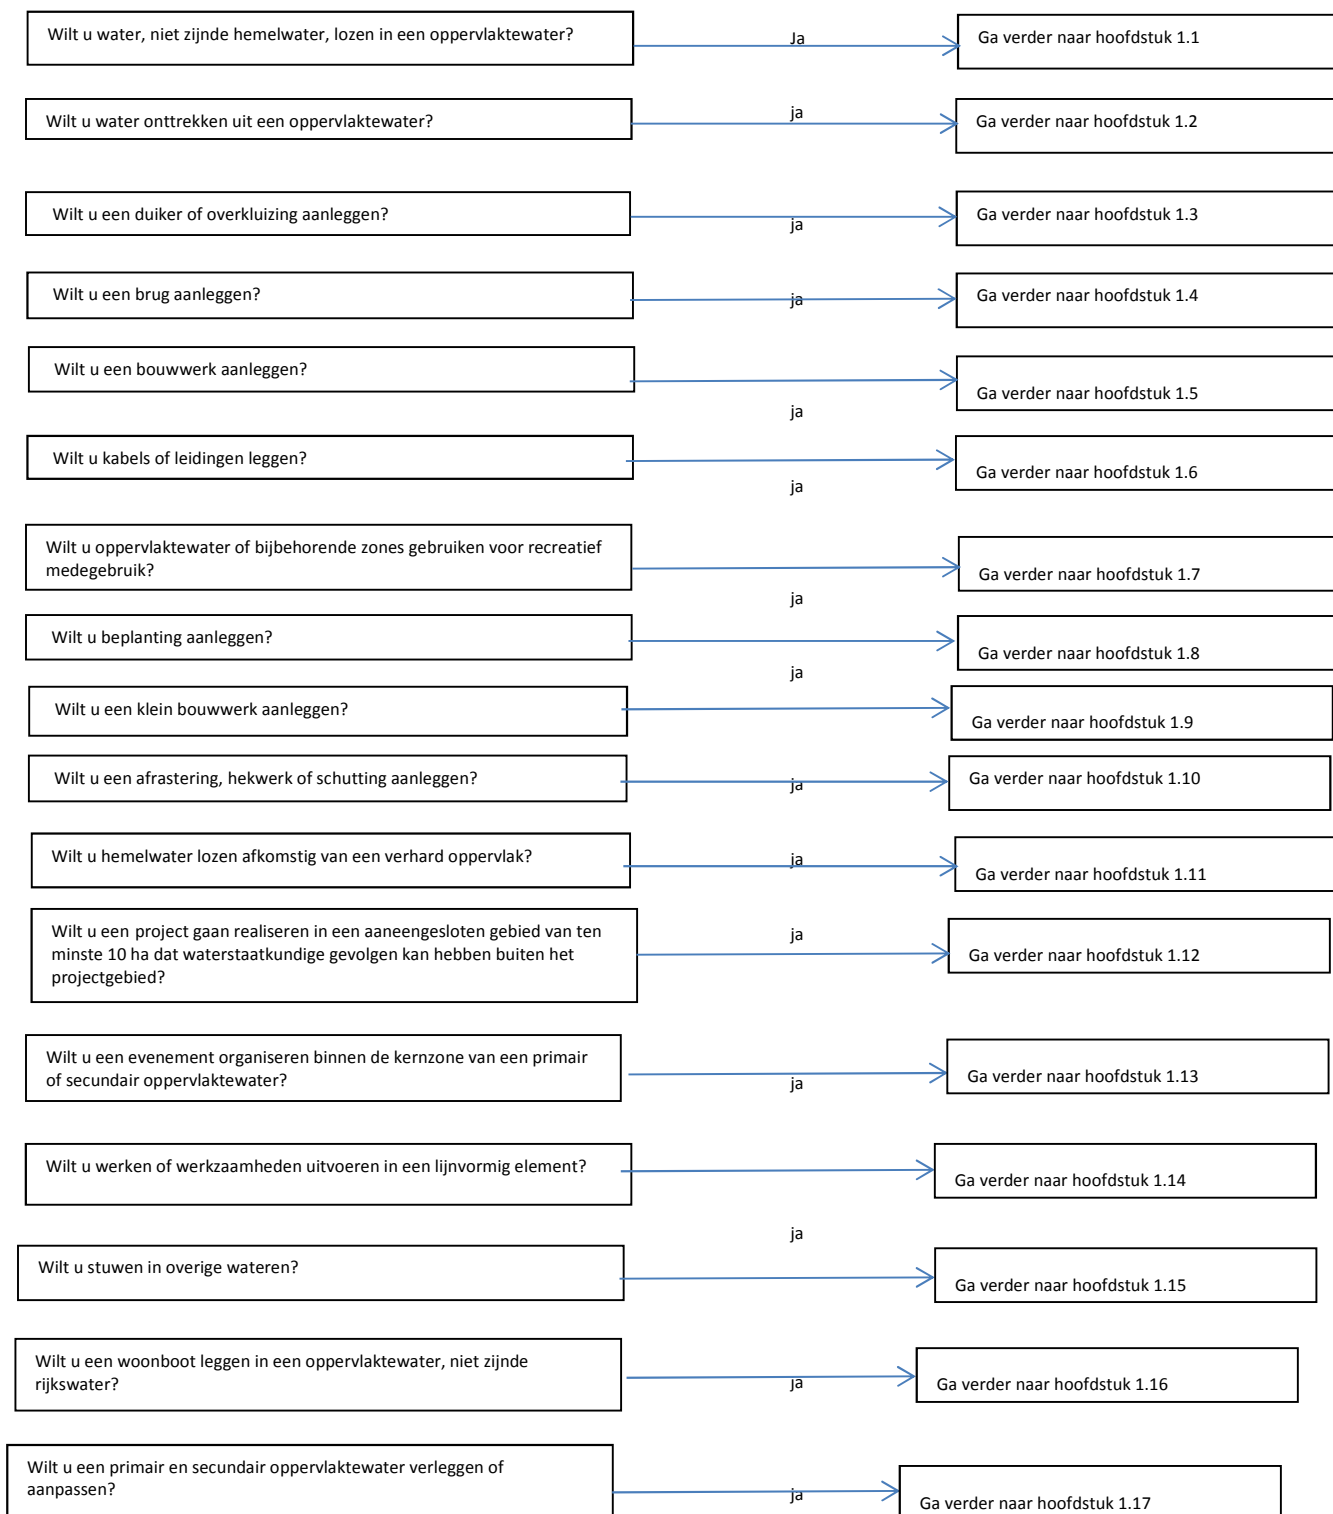 Wilt u water, niet zijnde hemelwater, lozen in een oppervlaktewater?
Ja
Ga verder naar hoofdstuk 1.1
Wilt u water onttrekken uit een oppervlaktewater?
ja
Ga verder naar hoofdstuk 1.2
Wilt u een duiker of overkluizing aanleggen?
ja
Ga verder naar hoofdstuk 1.3
Wilt u een brug aanleggen?
ja
Ga verder naar hoofdstuk 1.4
Wilt u een bouwwerk aanleggen?
ja
Ga verder naar hoofdstuk 1.5
Wilt u kabels of leidingen leggen?
ja
Ga verder naar hoofdstuk 1.6
Wilt u oppervlaktewater of bijbehorende zones gebruiken voor recreatief
medegebruik?
ja
Ga verder naar hoofdstuk 1.7
Wilt u beplanting aanleggen?
ja
Ga verder naar hoofdstuk 1.8
Wilt u een klein bouwwerk aanleggen?
Ga verder naar hoofdstuk 1.9
Wilt u een afrastering, hekwerk of schutting aanleggen?
ja
Ga verder naar hoofdstuk 1.10
Wilt u hemelwater lozen afkomstig van een verhard oppervlak?
ja
Ga verder naar hoofdstuk 1.11
Wilt u een project gaan realiseren in een aaneengesloten gebied van ten
minste 10 ha dat waterstaatkundige gevolgen kan hebben buiten het
projectgebied?
ja
Ga verder naar hoofdstuk 1.12
Wilt u een evenement organiseren binnen de kernzone van een primair
of secundair oppervlaktewater?
ja
Ga verder naar hoofdstuk 1.13
Wilt u werken of werkzaamheden uitvoeren in een lijnvormig element?
Ga verder naar hoofdstuk 1.14
ja
Wilt u stuwen in overige wateren?
Ga verder naar hoofdstuk 1.15
Wilt u een woonboot leggen in een oppervlaktewater, niet zijnde
rijkswater?
ja
Ga verder naar hoofdstuk 1.16
Wilt u een primair en secundair oppervlaktewater verleggen of
aanpassen?
ja
Ga verder naar hoofdstuk 1.17